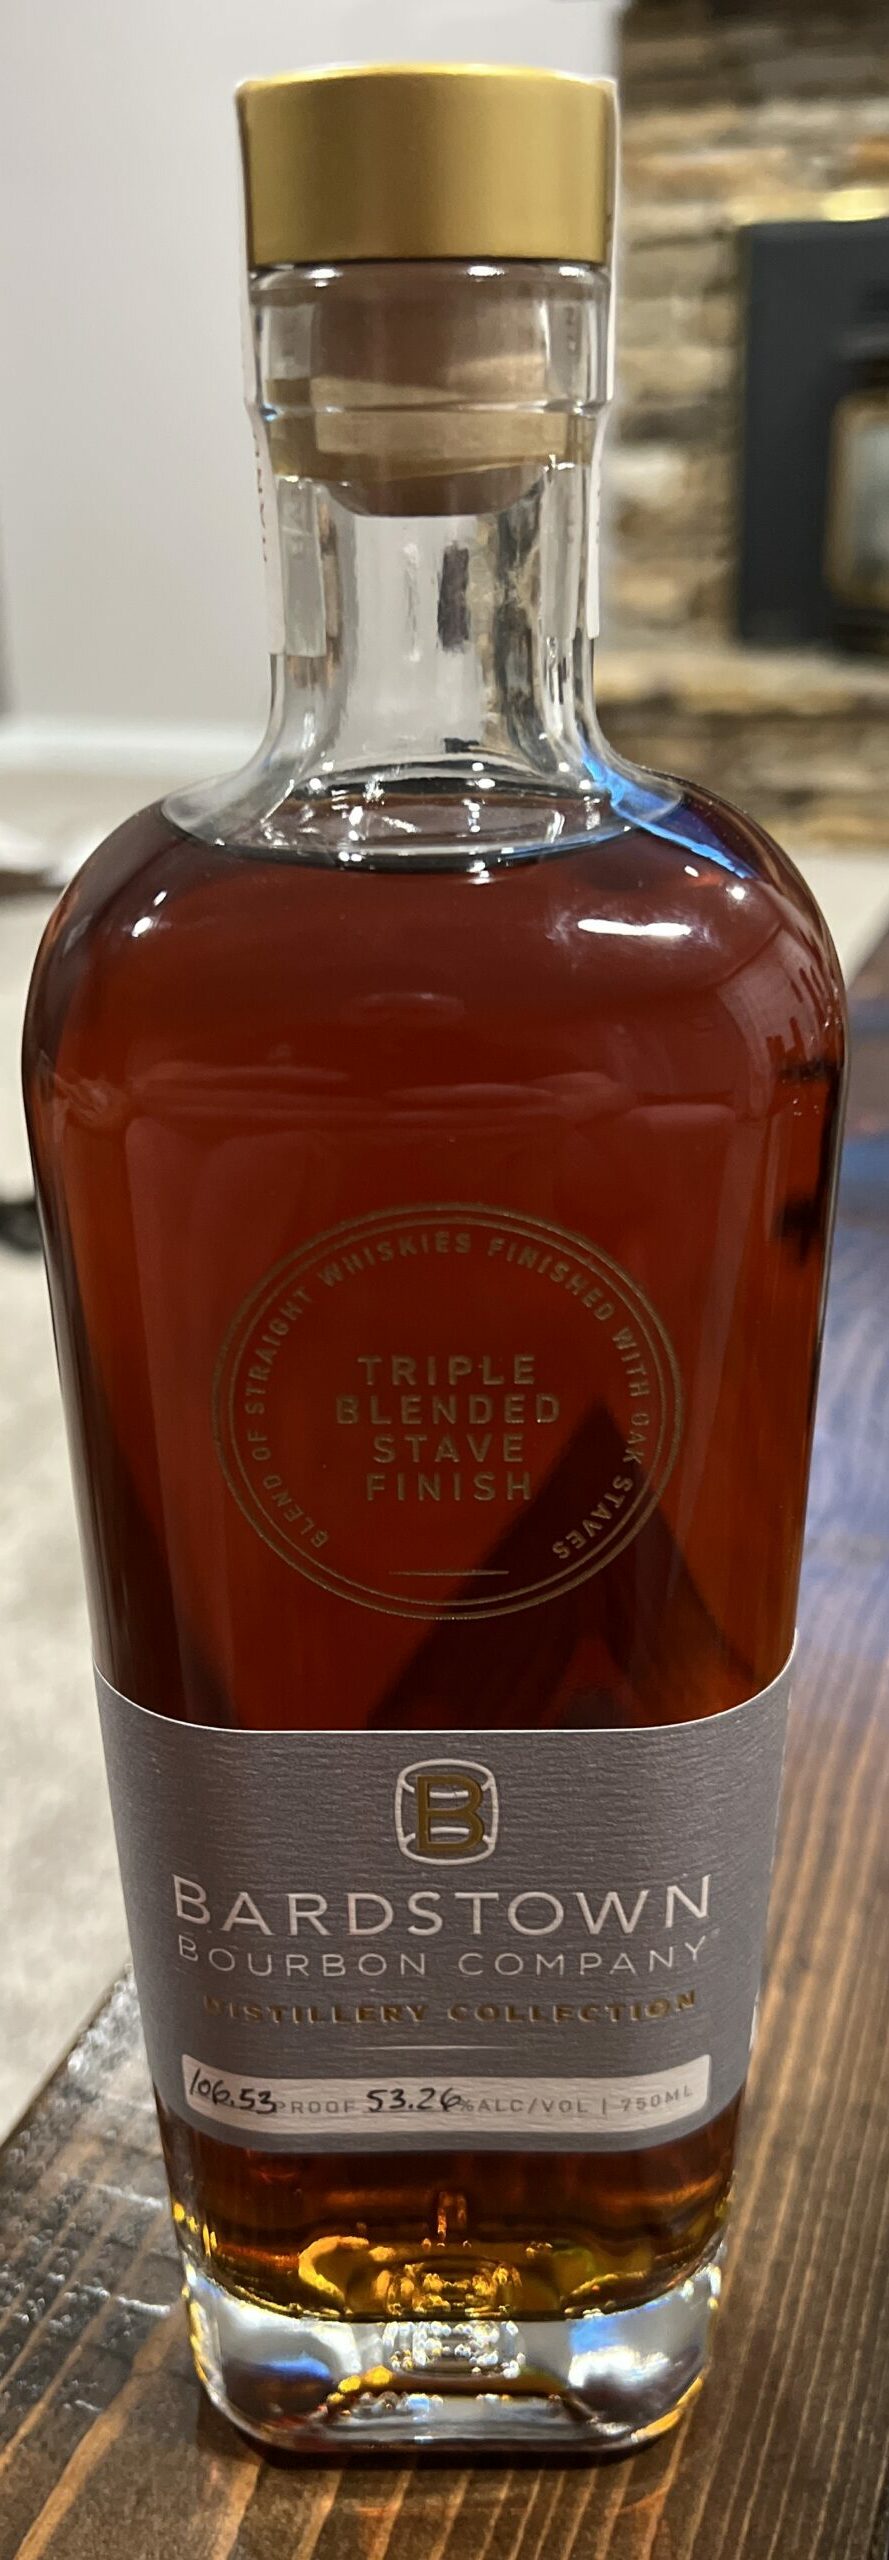 BLEND OF STRAIGHT WHISKIES FINISHED WITH OAK STAVES
TRIPLE
BLENDED
STAVE
FINISH
B
BARDSTOWN
BOURBON COMPANY
DISTILLERY COLLECTION
106.53 PROOF 53.26 %ALC/VOL | 750ML